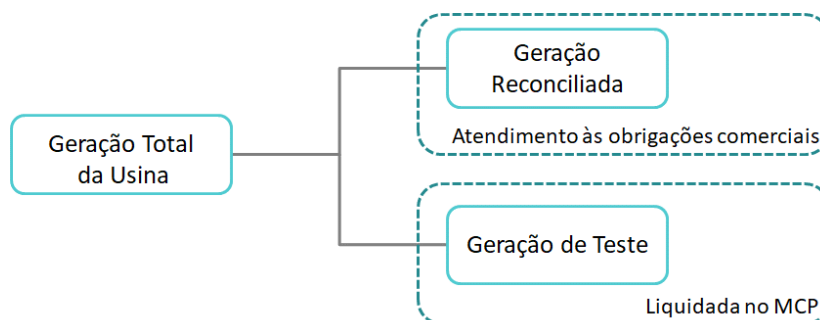 Geração Total
da Usina
Geração
Reconciliada
Atendimento às obrigações comerciais
Geração de Teste
Liquidada no MCP